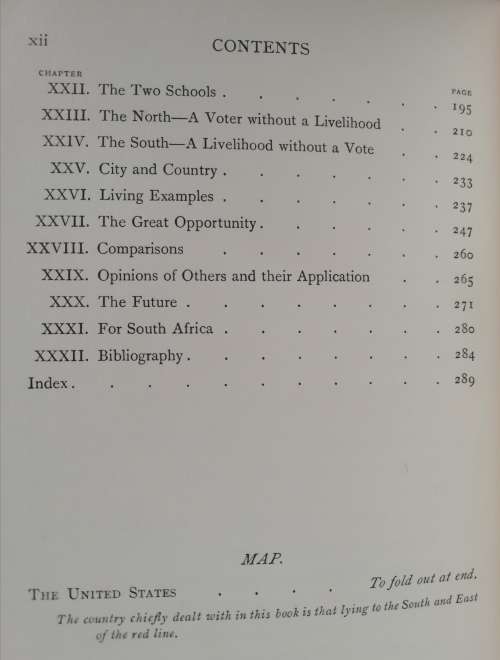 xii
CONTENTS
CHAPTER PAGE
XXII. The Two Schools . . . . . . . 195
XXIII. The North—A Voter without a Livelihood . . 210
XXIV. The South—A Livelihood without a Vote . . 224
XXV. City and Country . . . . . . . 233
XXVI. Living Examples . . . . . . . 237
XXVII. The Great Opportunity . . . . . . 247
XXVIII. Comparisons . . . . . . . 260
XXIX. Opinions of Others and their Application . . 265
XXX. The Future . . . . . . . . 271
XXXI. For South Africa . . . . . . . 280
XXXII. Bibliography . . . . . . . . 284
Index . . . . . . . . . . . 289
MAP.
THE UNITED STATES . . . . To fold out at end.
The country chiefly dealt with in this book is that lying to the South and East
of the red line.